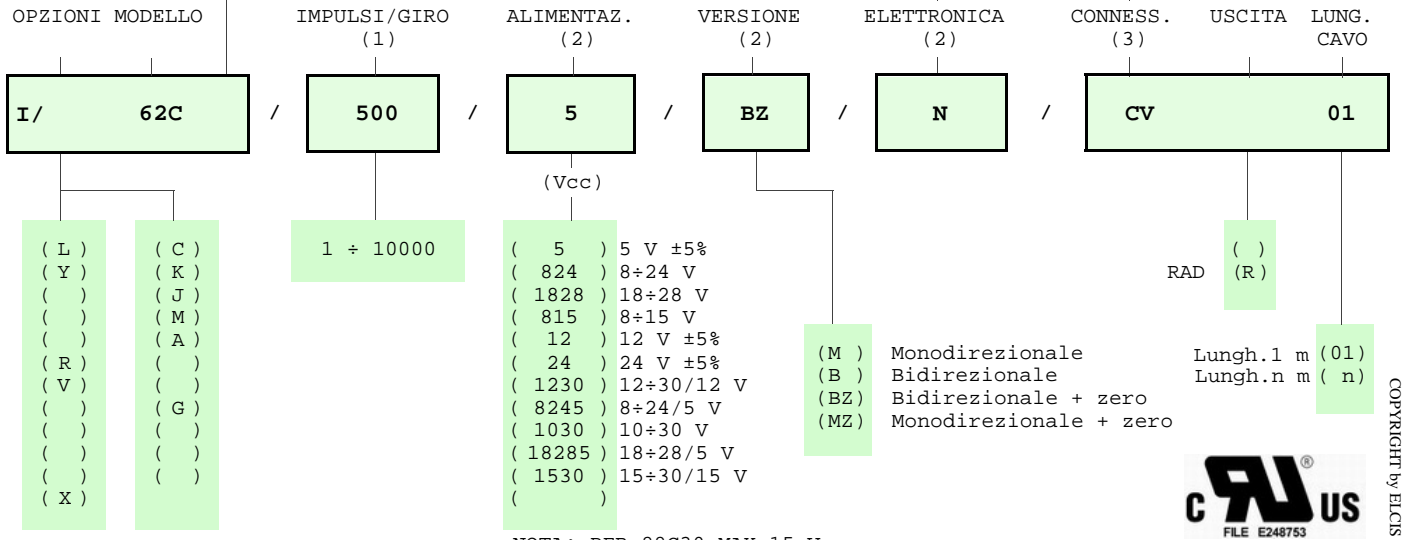 OPZIONI MODELLO IMPULSI/GIRO ALIMENTAZ. VERSIONE ELETTRONICA CONNESS. USCITA LUNG.
(1) (2) (2) (2) (3) CAVO
I/ 62C / 500 / 5 / BZ / N / CV 01
(Vcc)
(L) (C) 1 ÷ 10000 ( 5 ) 5 V ±5% ( )
(Y) (K) ( 824 ) 8÷24 V RAD (R)
( ) (J) ( 1828 ) 18÷28 V
( ) (M) ( 815 ) 8÷15 V
( ) (A) ( 12 ) 12 V ±5%
(R) ( ) ( 24 ) 24 V ±5% (M ) Monodirezionale Lungh.1 m (01)
(V) ( ) ( 1230 ) 12÷30/12 V (B ) Bidirezionale Lungh.n m ( n)
( ) (G) ( 8245 ) 8÷24/5 V (BZ) Bidirezionale + zero
( ) ( ) ( 1030 ) 10÷30 V (MZ) Monodirezionale + zero
( ) ( ) ( 18285 ) 18÷28/5 V
( ) ( ) ( 1530 ) 15÷30/15 V
(X) ( )
C RU ® US
FILE E248753
COPYRIGHT by ELCIS